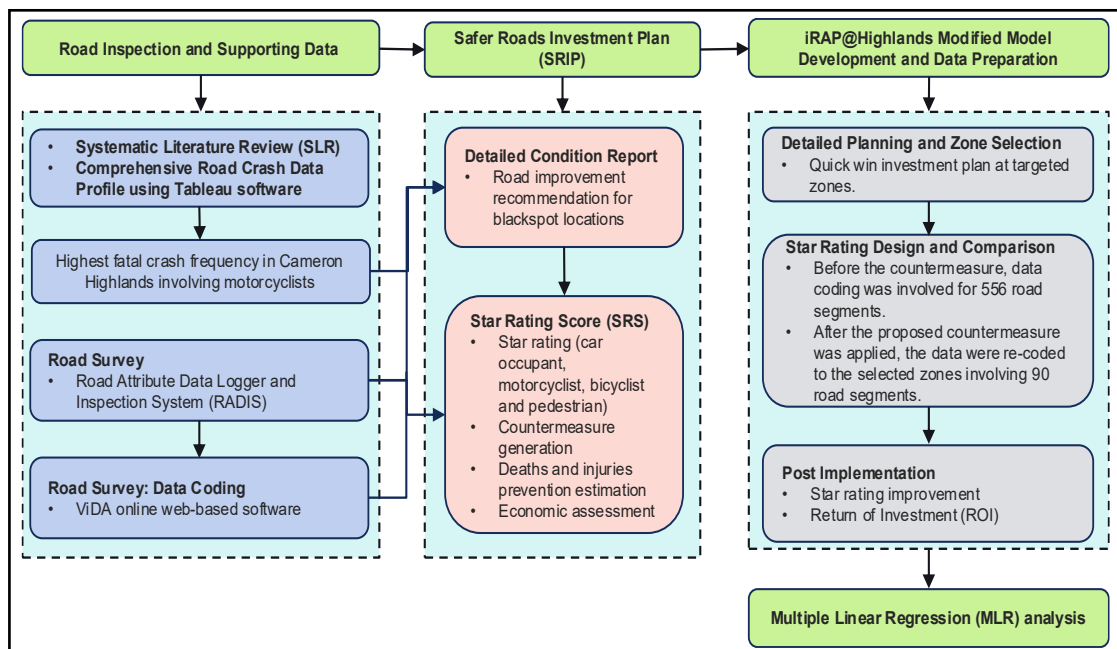 Road Inspection and Supporting Data
Safer Roads Investment Plan
(SRIP)
iRAP@Highlands Modified Model
Development and Data Preparation
• Systematic Literature Review (SLR)
• Comprehensive Road Crash Data
Profile using Tableau software
Highest fatal crash frequency in Cameron
Highlands involving motorcyclists
Road Survey
• Road Attribute Data Logger and
Inspection System (RADIS)
Road Survey: Data Coding
• ViDA online web-based software
Detailed Condition Report
• Road improvement
recommendation for
blackspot locations
Star Rating Score (SRS)
• Star rating (car
occupant,
motorcyclist, bicyclist
and pedestrian)
• Countermeasure
generation
• Deaths and injuries
prevention estimation
• Economic assessment
Detailed Planning and Zone Selection
• Quick win investment plan at targeted
zones.
Star Rating Design and Comparison
• Before the countermeasure, data
coding was involved for 556 road
segments.
• After the proposed countermeasure
was applied, the data were re-coded
to the selected zones involving 90
road segments.
Post Implementation
• Star rating improvement
• Return of Investment (ROI)
Multiple Linear Regression (MLR) analysis